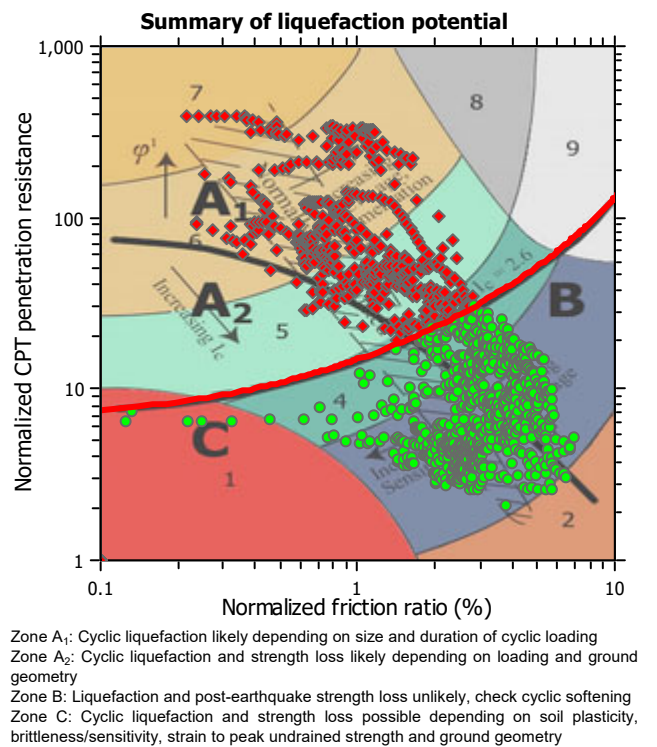 Summary of liquefaction potential
1,000
100
10
1
Normalized CPT penetration resistance
7
8
9
φ'
A1
6
A2
Increasing Ic
5
Ic = 2.6
B
4
C
1
2
0.1
1
10
Normalized friction ratio (%)
Zone A1: Cyclic liquefaction likely depending on size and duration of cyclic loading
Zone A2: Cyclic liquefaction and strength loss likely depending on loading and ground
geometry
Zone B: Liquefaction and post-earthquake strength loss unlikely, check cyclic softening
Zone C: Cyclic liquefaction and strength loss possible depending on soil plasticity,
brittleness/sensitivity, strain to peak undrained strength and ground geometry